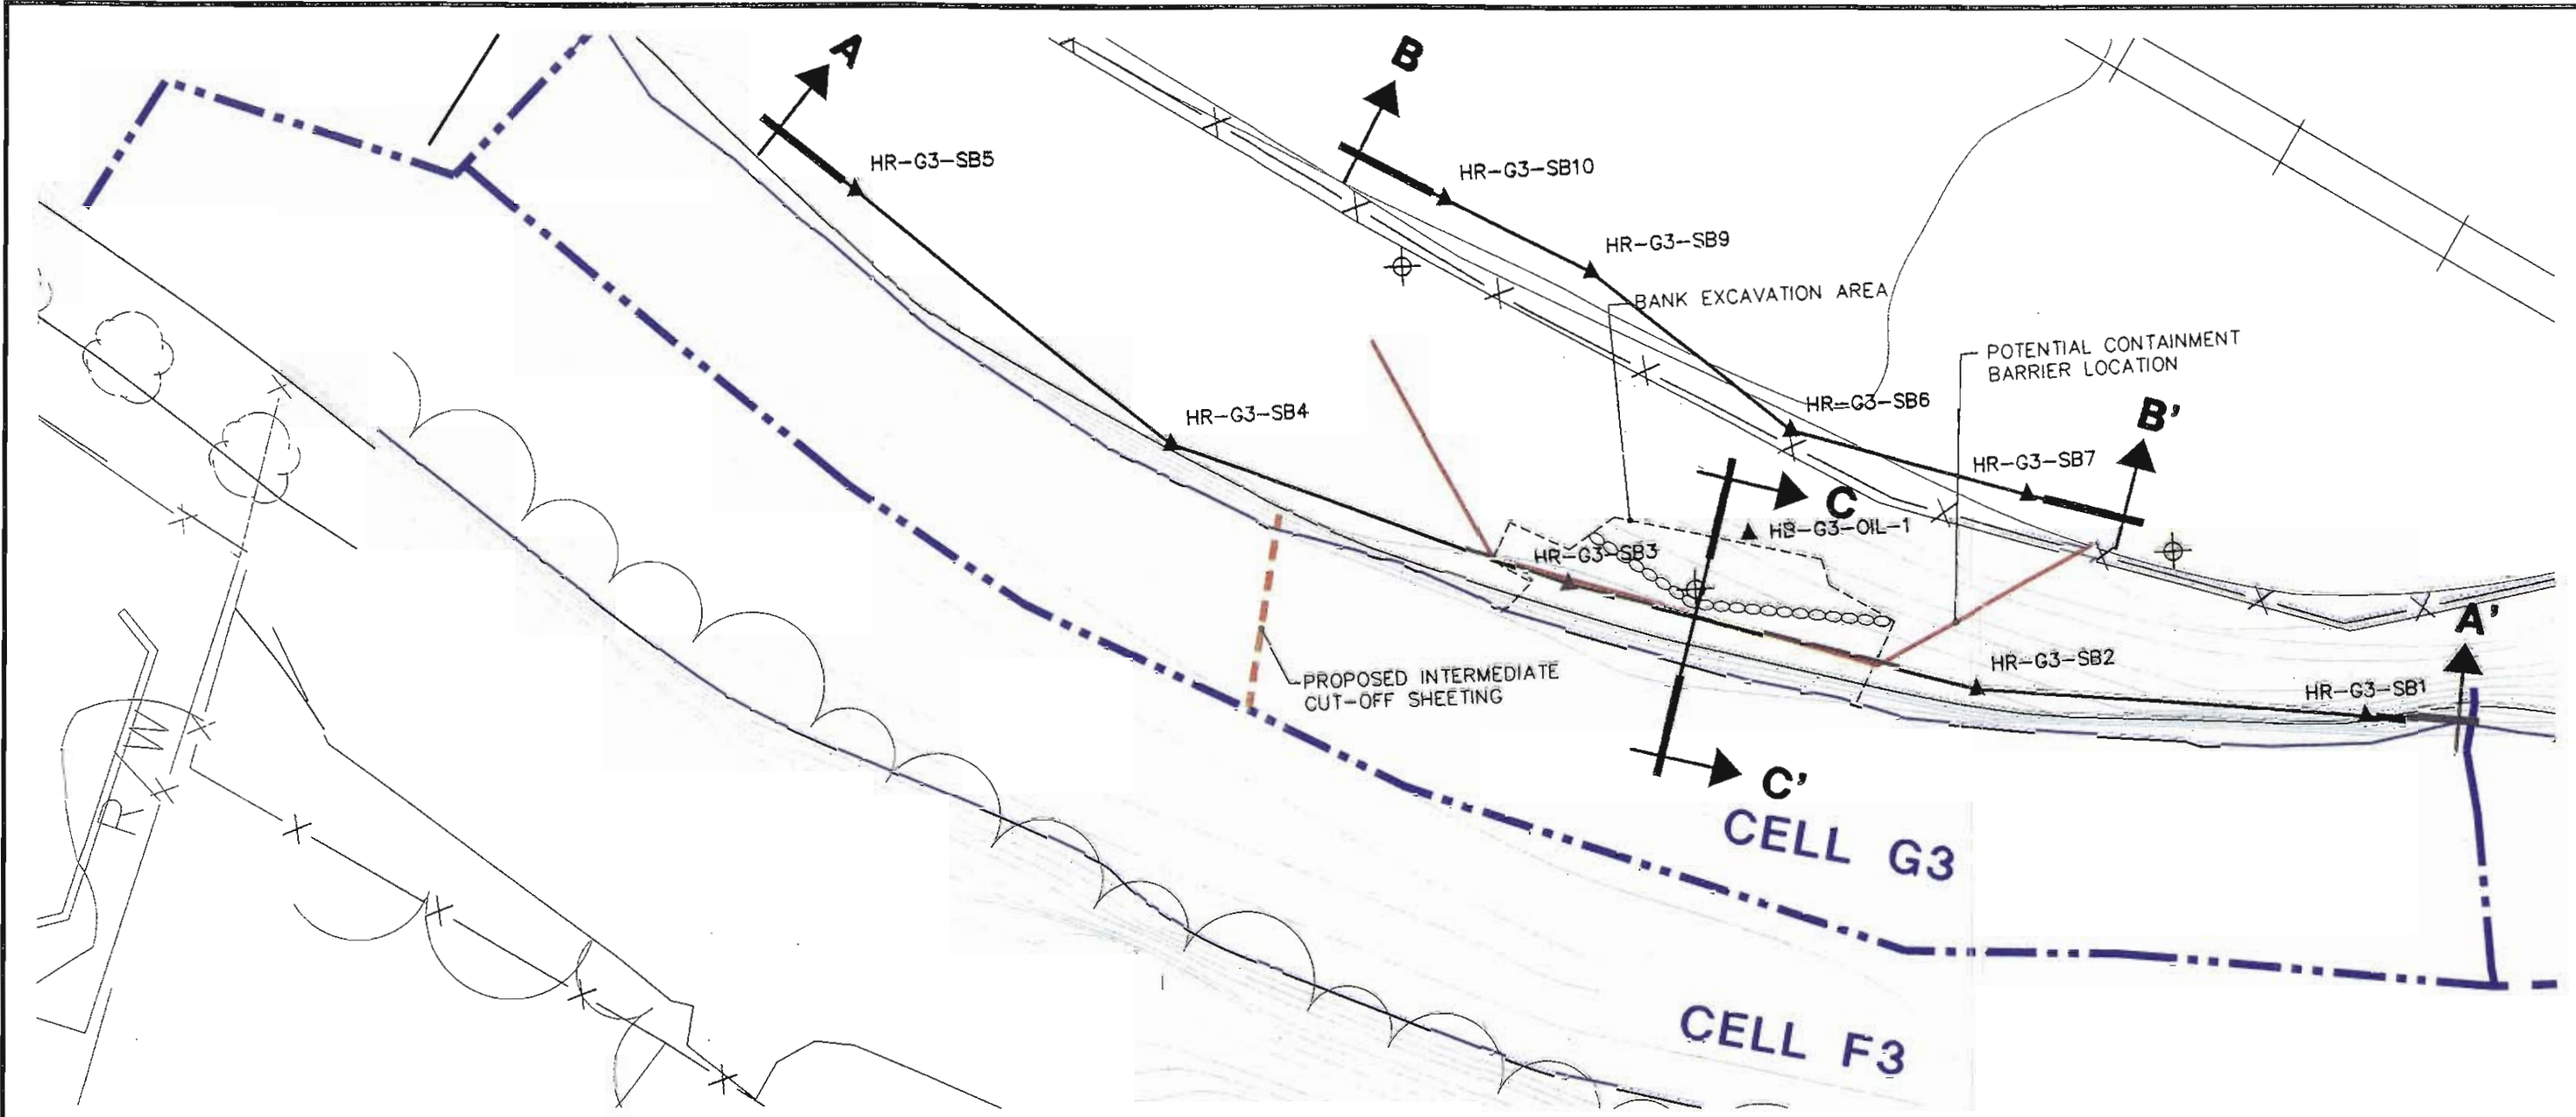 A
B
HR-G3-SB5
HR-G3-SB10
HR-G3-SB9
BANK EXCAVATION AREA
POTENTIAL CONTAINMENT
BARRIER LOCATION
HR-G3-SB4
HR-G3-SB6
B'
HR-G3-SB7
C
HB-G3-OIL-1
HR-G3-SB3
A'
PROPOSED INTERMEDIATE
CUT-OFF SHEETING
HR-G3-SB2
HR-G3-SB1
R W
C'
CELL G3
CELL F3